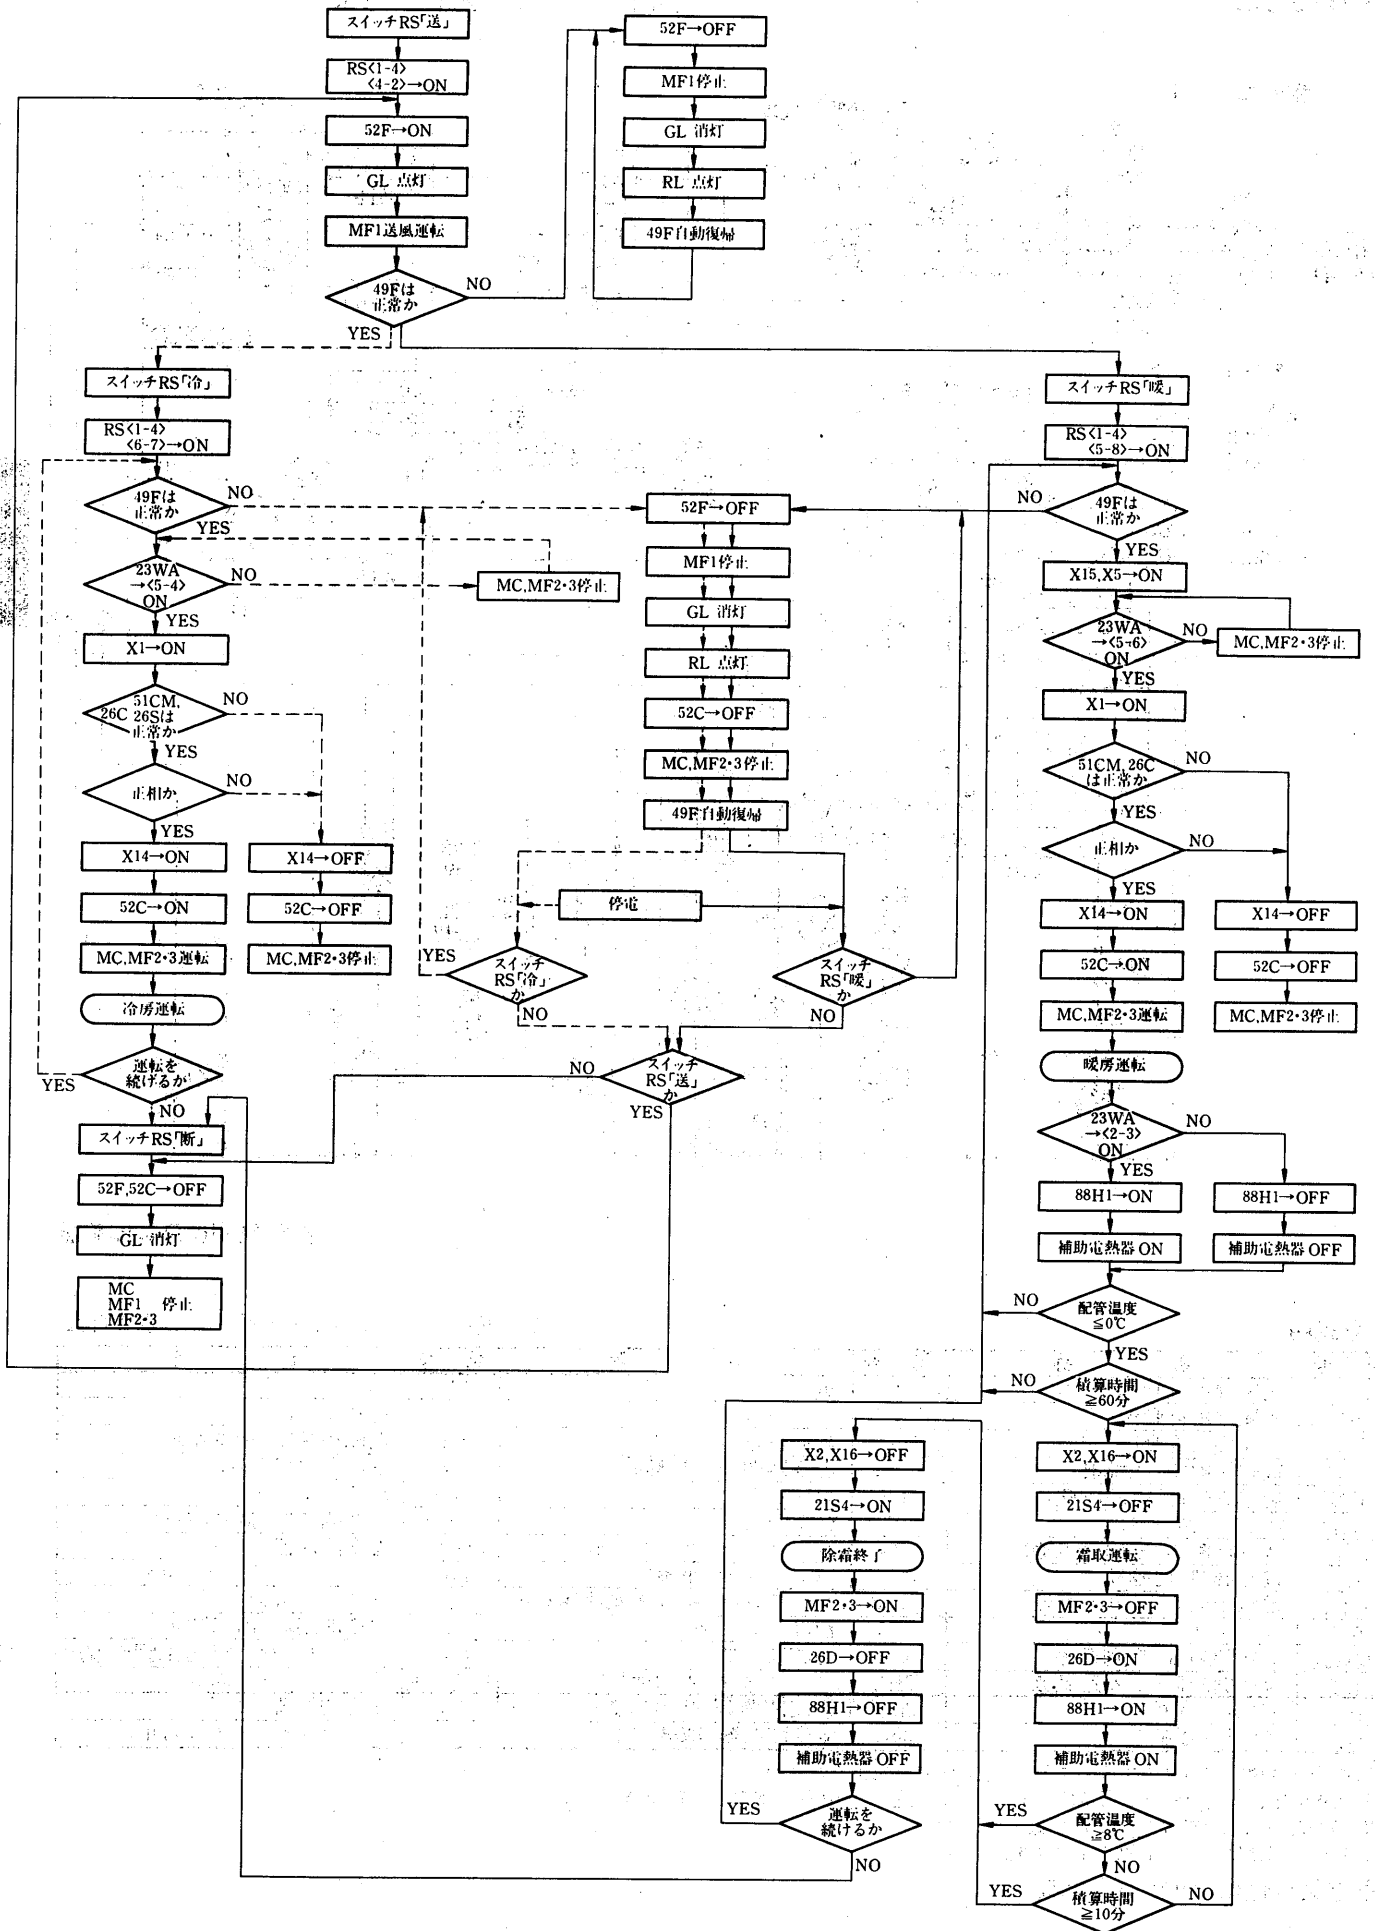 スイッチRS「送」
RS<1-4>
<4-2>→ON
52F→ON
GL 点灯
MF1送風運転
49Fは
正常か
NO
YES
52F→OFF
MF1停止
GL 消灯
RL 点灯
49F自動復帰
スイッチRS「冷」
RS<1-4>
<6-7>→ON
49Fは
正常か
NO
YES
23WA
→<5-4>
ON
NO
YES
MC,MF2・3停止
X1→ON
51CM,
26C 26Sは
正常か
NO
YES
正相か
NO
YES
X14→ON
52C→ON
MC,MF2・3運転
冷房運転
運転を
続けるか
YES
NO
X14→OFF
52C→OFF
MC,MF2・3停止
スイッチRS「断」
52F,52C→OFF
GL 消灯
MC
MF1 停止
MF2・3
52F→OFF
MF1停止
GL 消灯
RL 点灯
52C→OFF
MC,MF2・3停止
49F自動復帰
停電
スイッチ
RS「冷」
か
YES
NO
スイッチ
RS「暖」
か
NO
スイッチ
RS「送」
か
NO
YES
スイッチRS「暖」
RS<1-4>
<5-8>→ON
49Fは
正常か
NO
YES
X15,X5→ON
23WA
→<5-6>
ON
NO
YES
MC,MF2・3停止
X1→ON
51CM,26C
は正常か
NO
YES
正相か
NO
YES
X14→ON
52C→ON
MC,MF2・3運転
暖房運転
X14→OFF
52C→OFF
MC,MF2・3停止
23WA
→<2-3>
ON
NO
YES
88H1→ON
補助電熱器 ON
88H1→OFF
補助電熱器 OFF
配管温度
≦0℃
NO
YES
積算時間
≧60分
NO
X2,X16→ON
21S4→OFF
霜取運転
MF2・3→OFF
26D→ON
88H1→ON
補助電熱器 ON
配管温度
≧8℃
YES
NO
積算時間
≧10分
YES
NO
X2,X16→OFF
21S4→ON
除霜終了
MF2・3→ON
26D→OFF
88H1→OFF
補助電熱器 OFF
運転を
続けるか
YES
NO